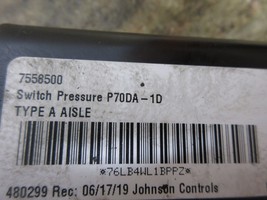 7558500
Switch Pressure P70DA-1D
TYPE A AISLE
*76LB4WL1BPPZ*
480299 Rec: 06/17/19 Johnson Controls